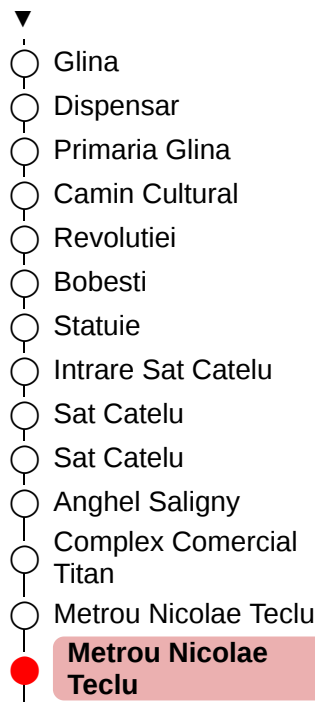 Glina
Dispensar
Primaria Glina
Camin Cultural
Revolutiei
Bobesti
Statuie
Intrare Sat Catelu
Sat Catelu
Sat Catelu
Anghel Saligny
Complex Comercial
Titan
Metrou Nicolae Teclu
Metrou Nicolae
Teclu